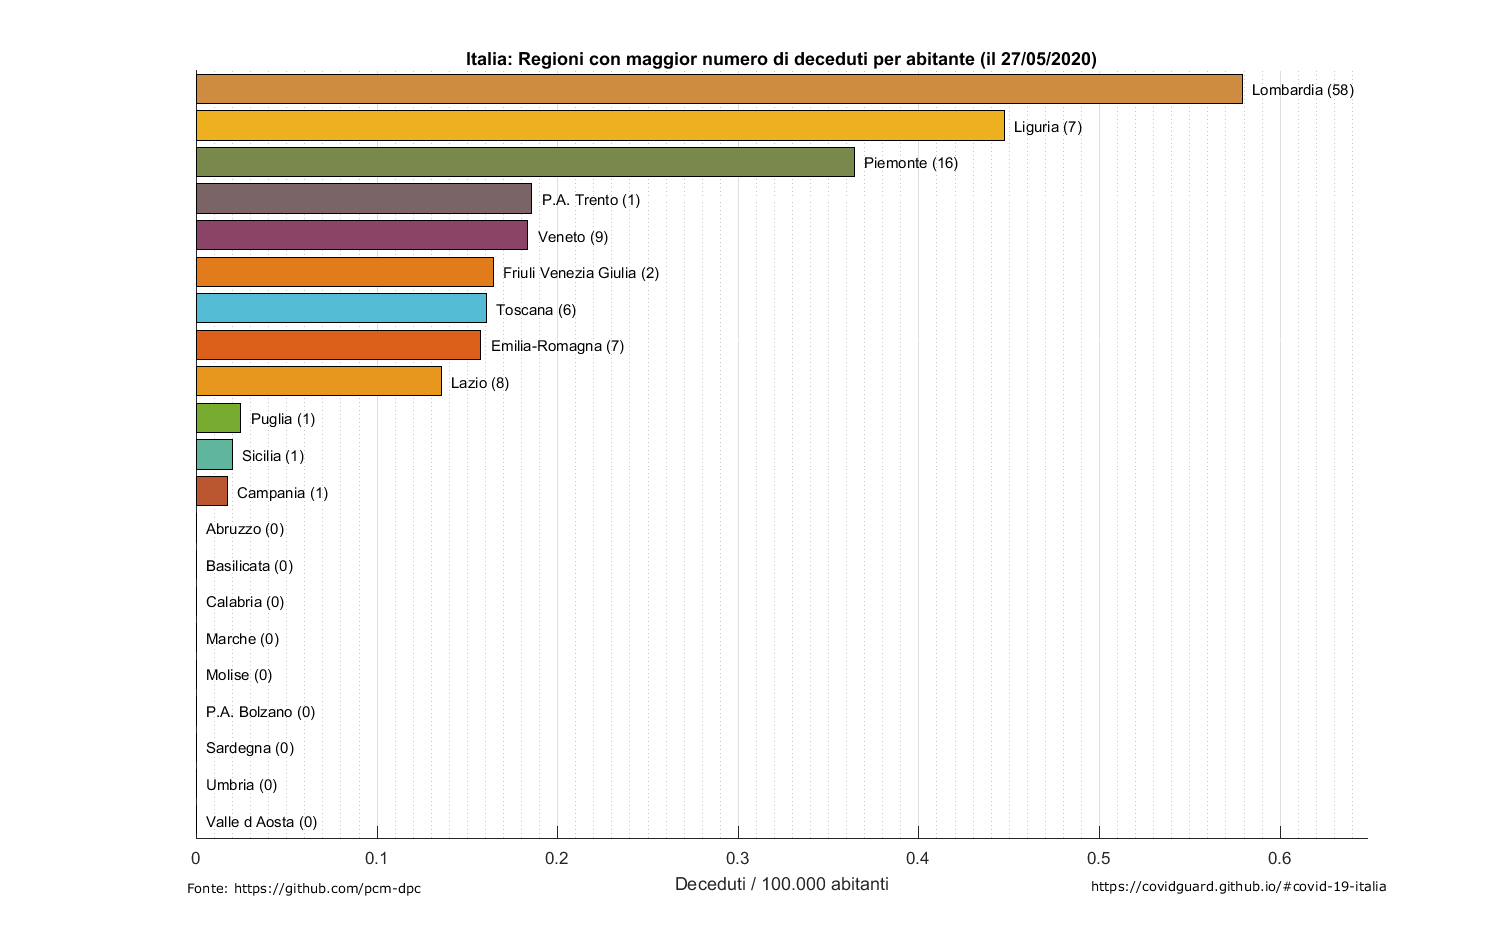 Italia: Regioni con maggior numero di deceduti per abitante (il 27/05/2020)
Lombardia (58)
Liguria (7)
Piemonte (16)
P.A. Trento (1)
Veneto (9)
Friuli Venezia Giulia (2)
Toscana (6)
Emilia-Romagna (7)
Lazio (8)
Puglia (1)
Sicilia (1)
Campania (1)
Abruzzo (0)
Basilicata (0)
Calabria (0)
Marche (0)
Molise (0)
P.A. Bolzano (0)
Sardegna (0)
Umbria (0)
Valle d Aosta (0)
0 0.1 0.2 0.3 0.4 0.5 0.6
Deceduti / 100.000 abitanti
Fonte: https://github.com/pcm-dpc
https://covidguard.github.io/#covid-19-italia